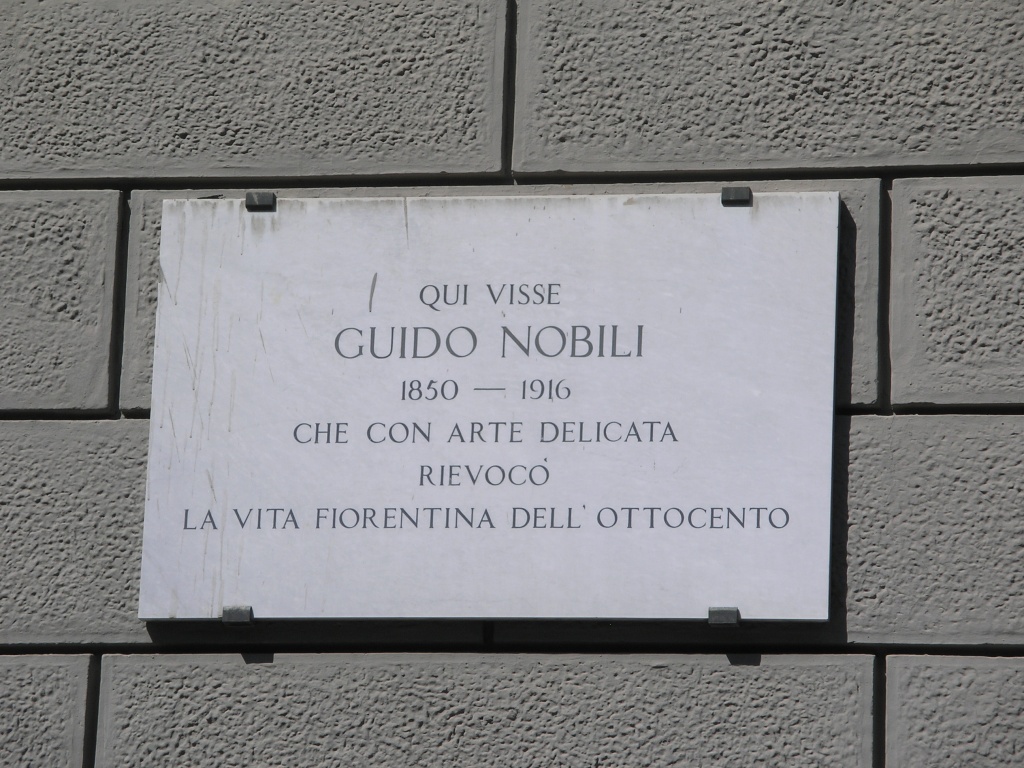 QUI VISSE
GUIDO NOBILI
1850 — 1916
CHE CON ARTE DELICATA
RIEVOCÒ
LA VITA FIORENTINA DELL' OTTOCENTO